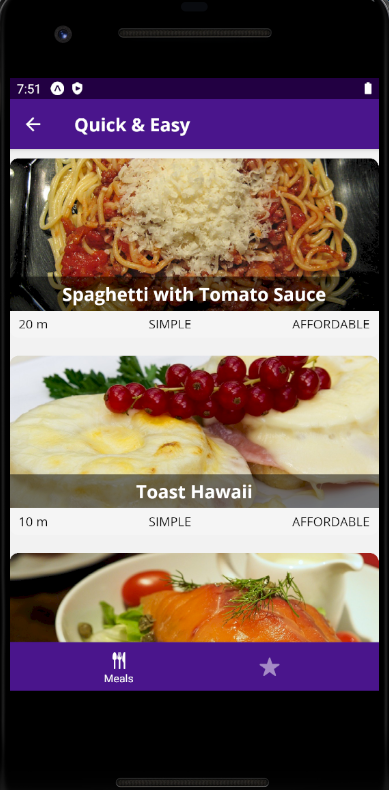 7:51
Quick & Easy
Spaghetti with Tomato Sauce
20 m SIMPLE AFFORDABLE
Toast Hawaii
10 m SIMPLE AFFORDABLE
Meals